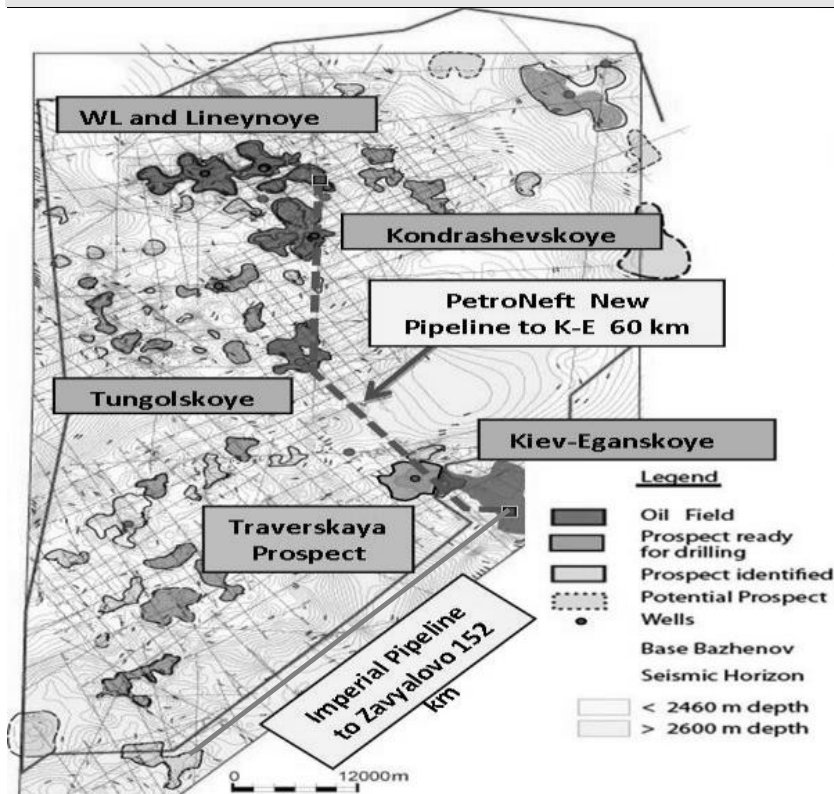 WL and Lineynoye
Kondrashevskoye
PetroNeft New
Pipeline to K-E 60 km
Tungolskoye
Kiev-Eganskoye
Traverskaya
Prospect
Imperial Pipeline
to Zavyalovo 152
km
Legend
Oil Field
Prospect ready
for drilling
Prospect identified
Potential Prospect
Wells
Base Bazhenov
Seismic Horizon
< 2460 m depth
> 2600 m depth
0 12000m